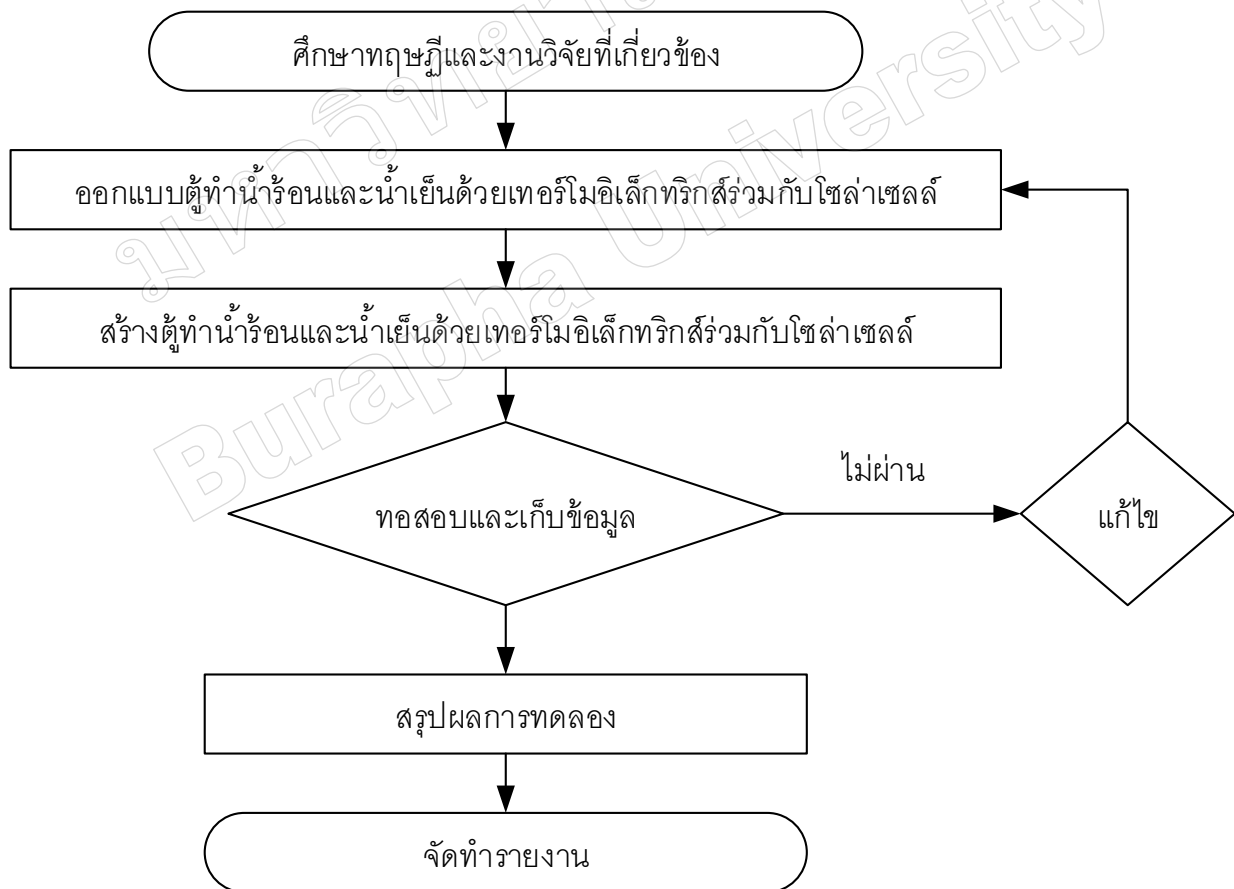 ศึกษาทฤษฎีและงานวิจัยที่เกี่ยวข้อง
ออกแบบตู้ทำน้ำร้อนและน้ำเย็นด้วยเทอร์โมอิเล็กทริกส์ร่วมกับโซล่าเซลล์
สร้างตู้ทำน้ำร้อนและน้ำเย็นด้วยเทอร์โมอิเล็กทริกส์ร่วมกับโซล่าเซลล์
ทอสอบและเก็บข้อมูล
ไม่ผ่าน
แก้ไข
สรุปผลการทดลอง
จัดทำรายงาน
Burapha University